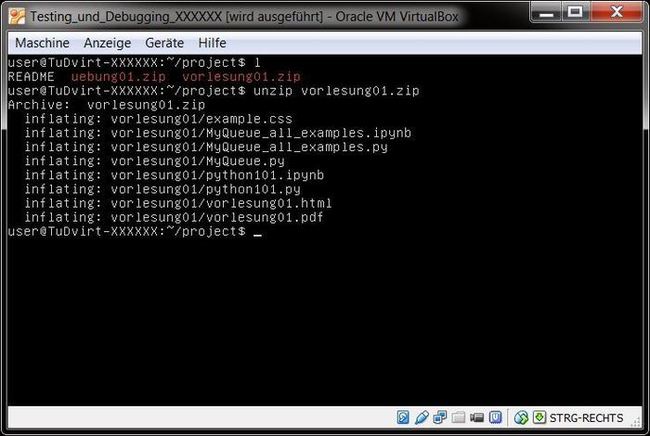 Testing_und_Debugging_XXXXXX [wird ausgeführt] - Oracle VM VirtualBox
Maschine Anzeige Geräte Hilfe
user@TuDvirt-XXXXXX:~/project$ l
README uebung01.zip vorlesung01.zip
user@TuDvirt-XXXXXX:~/project$ unzip vorlesung01.zip
Archive: vorlesung01.zip
inflating: vorlesung01/example.css
inflating: vorlesung01/MyQueue_all_examples.ipynb
inflating: vorlesung01/MyQueue_all_examples.py
inflating: vorlesung01/MyQueue.py
inflating: vorlesung01/python101.ipynb
inflating: vorlesung01/python101.py
inflating: vorlesung01/vorlesung01.html
inflating: vorlesung01/vorlesung01.pdf
user@TuDvirt-XXXXXX:~/project$ _
STRG-RECHTS